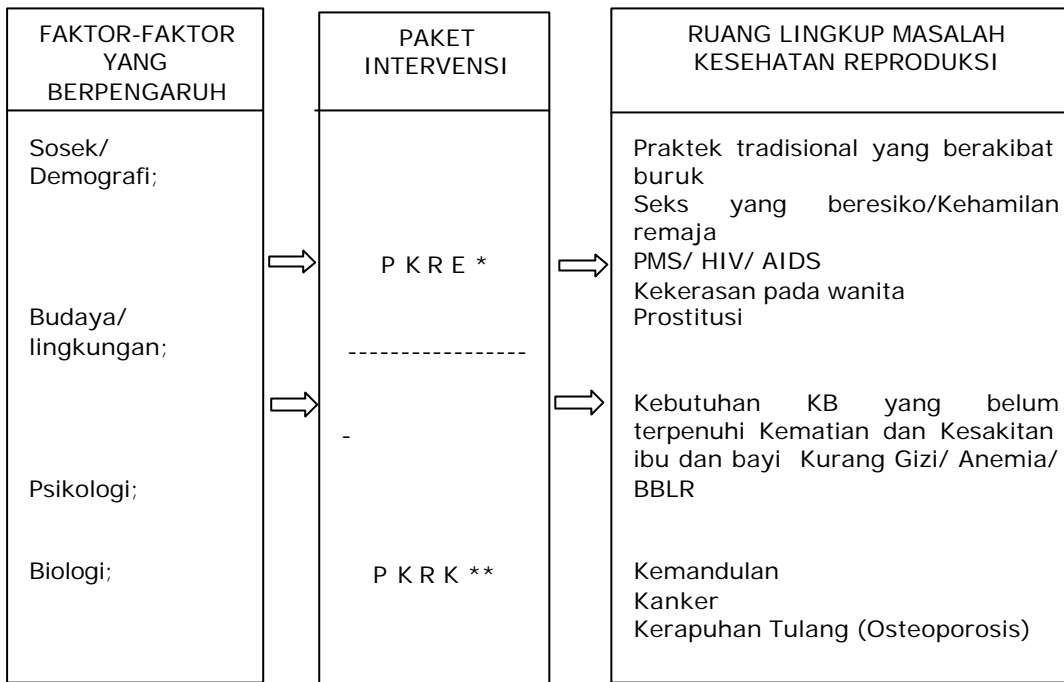 FAKTOR-FAKTOR
YANG
BERPENGARUH
Sosek/
Demografi;
Budaya/
lingkungan;
Psikologi;
Biologi;
PAKET
INTERVENSI
P K R E *
-----------------
-
P K R K **
RUANG LINGKUP MASALAH
KESEHATAN REPRODUKSI
Praktek tradisional yang berakibat
buruk
Seks yang beresiko/Kehamilan
remaja
PMS/ HIV/ AIDS
Kekerasan pada wanita
Prostitusi
Kebutuhan KB yang belum
terpenuhi Kematian dan Kesakitan
ibu dan bayi Kurang Gizi/ Anemia/
BBLR
Kemandulan
Kanker
Kerapuhan Tulang (Osteoporosis)